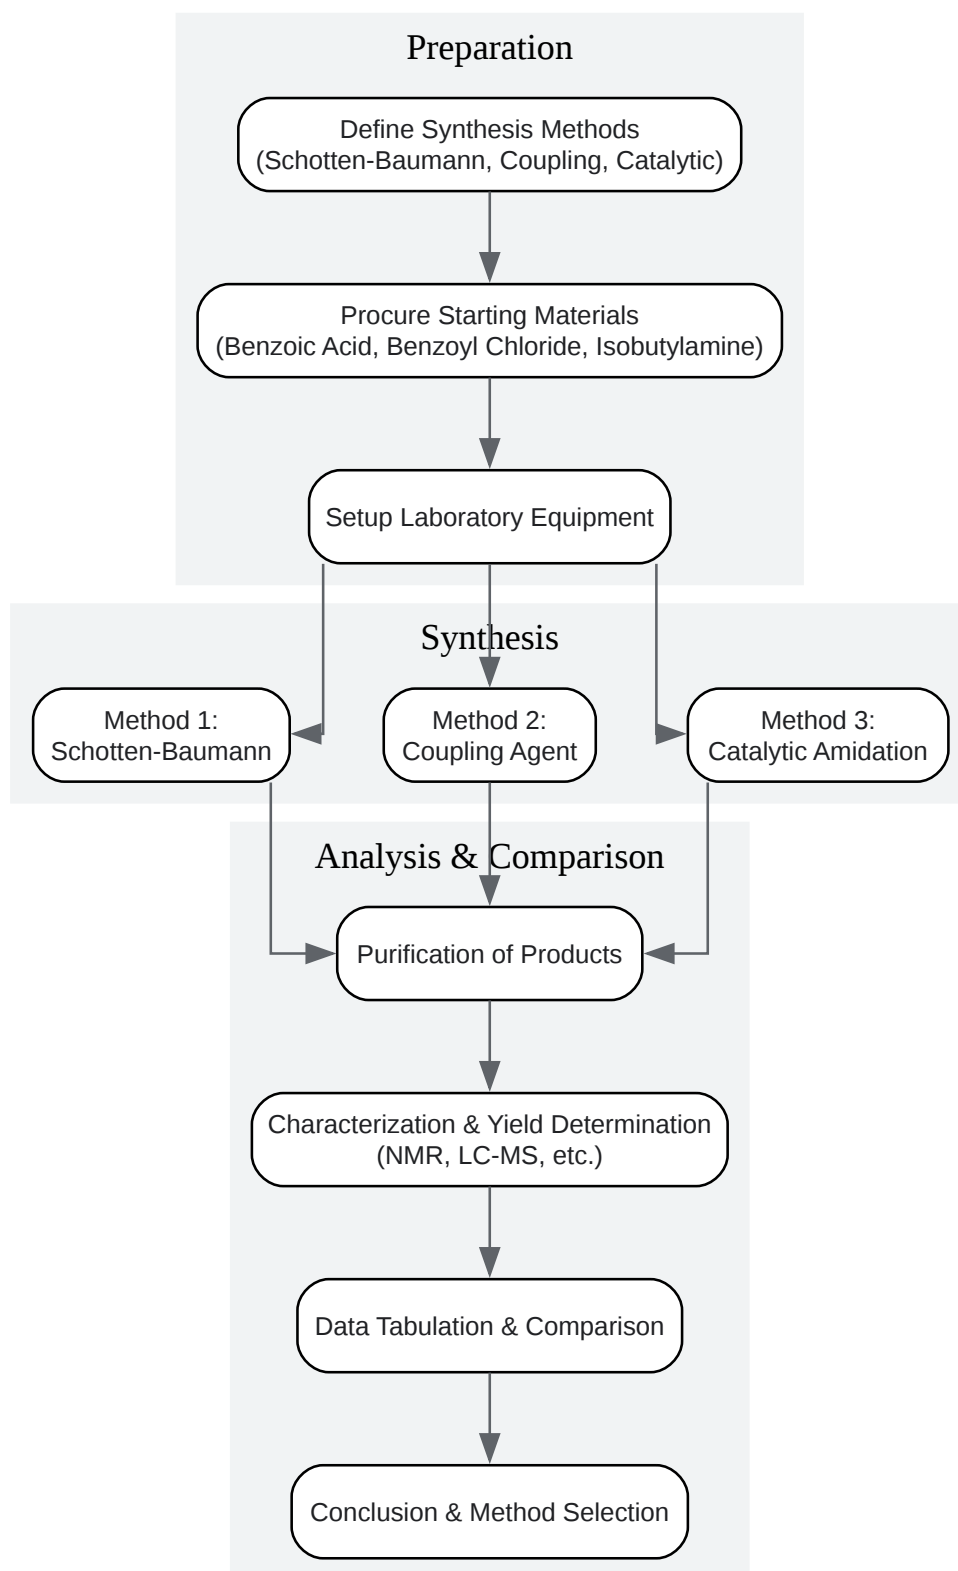 Preparation
Define Synthesis Methods
(Schotten-Baumann, Coupling, Catalytic)
Procure Starting Materials
(Benzoic Acid, Benzoyl Chloride, Isobutylamine)
Setup Laboratory Equipment
Synthesis
Method 1:
Schotten-Baumann
Method 2:
Coupling Agent
Method 3:
Catalytic Amidation
Analysis & Comparison
Purification of Products
Characterization & Yield Determination
(NMR, LC-MS, etc.)
Data Tabulation & Comparison
Conclusion & Method Selection